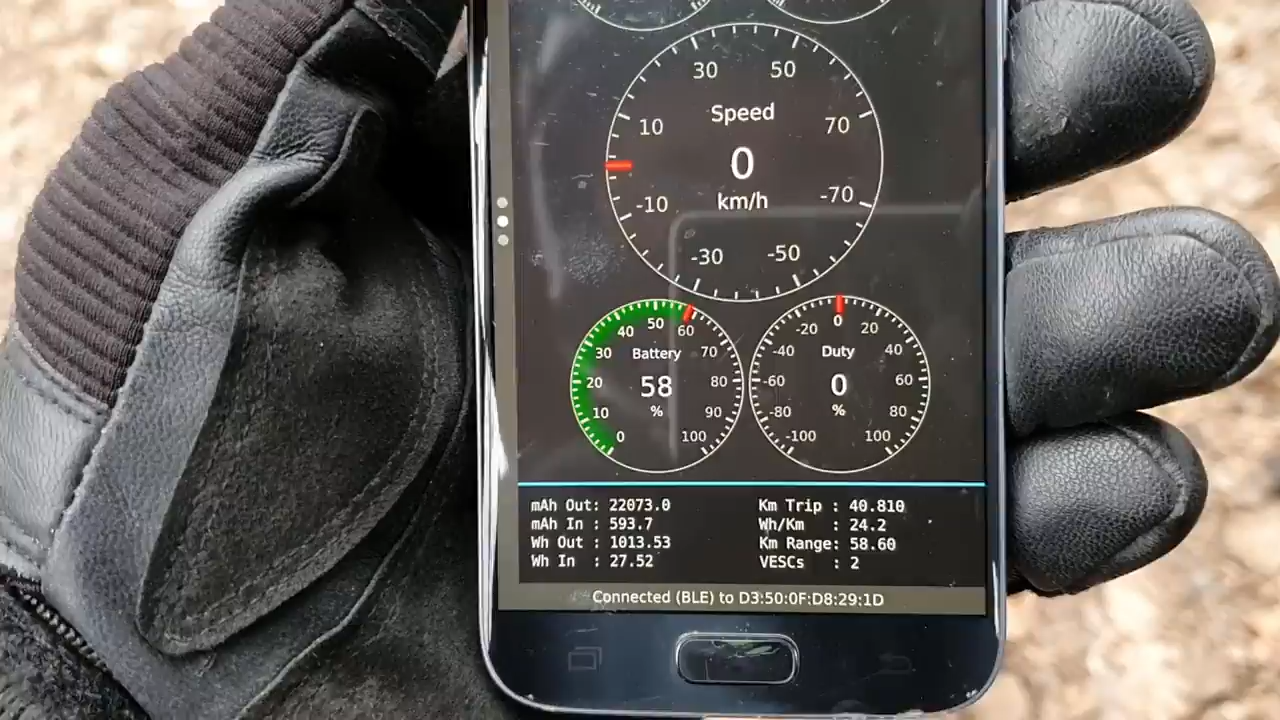 30 50
Speed
10 70
0
km/h
-10 -70
-30 -50
40 50 60
30 Battery 70
20 58 80
%
10 90
0 100
-20 0 20
-40 Duty 40
-60 0 60
%
-80 80
-100 100
mAh Out: 22073.0
mAh In : 593.7
Wh Out : 1013.53
Wh In : 27.52
Km Trip : 40.810
Wh/Km : 24.2
Km Range: 58.60
VESCs : 2
Connected (BLE) to D3:50:0F:D8:29:1D